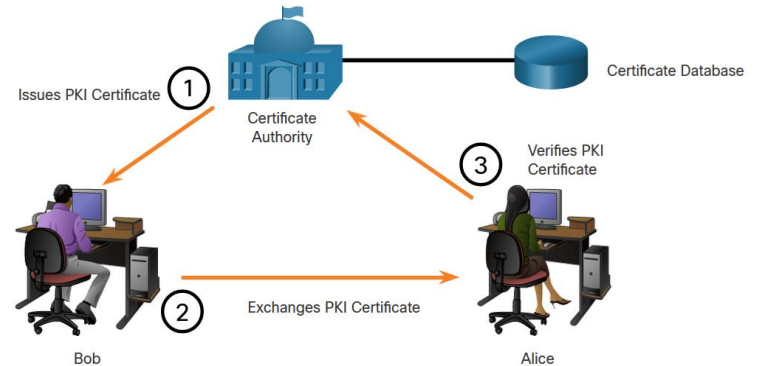 Issues PKI Certificate
1
Certificate
Authority
Certificate Database
3
Verifies PKI
Certificate
2
Exchanges PKI Certificate
Bob
Alice